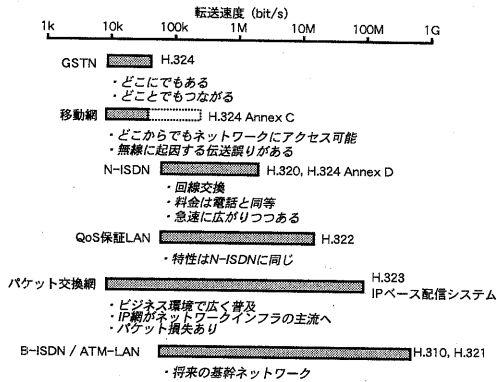 転送速度 (bit/s)
1k 10k 100k 1M 10M 100M 1G
GSTN H.324
・どこにでもある
・どことでもつながる
移動網 H.324 Annex C
・どこからでもネットワークにアクセス可能
・無線に起因する伝送誤りがある
N-ISDN H.320, H.324 Annex D
・回線交換
・料金は電話と同等
・急速に広がりつつある
QoS保証LAN H.322
・特性はN-ISDNに同じ
パケット交換網 H.323
IPベース配信システム
・ビジネス環境で広く普及
・IP網がネットワークインフラの主流へ
・パケット損失あり
B-ISDN / ATM-LAN H.310, H.321
・将来の基幹ネットワーク